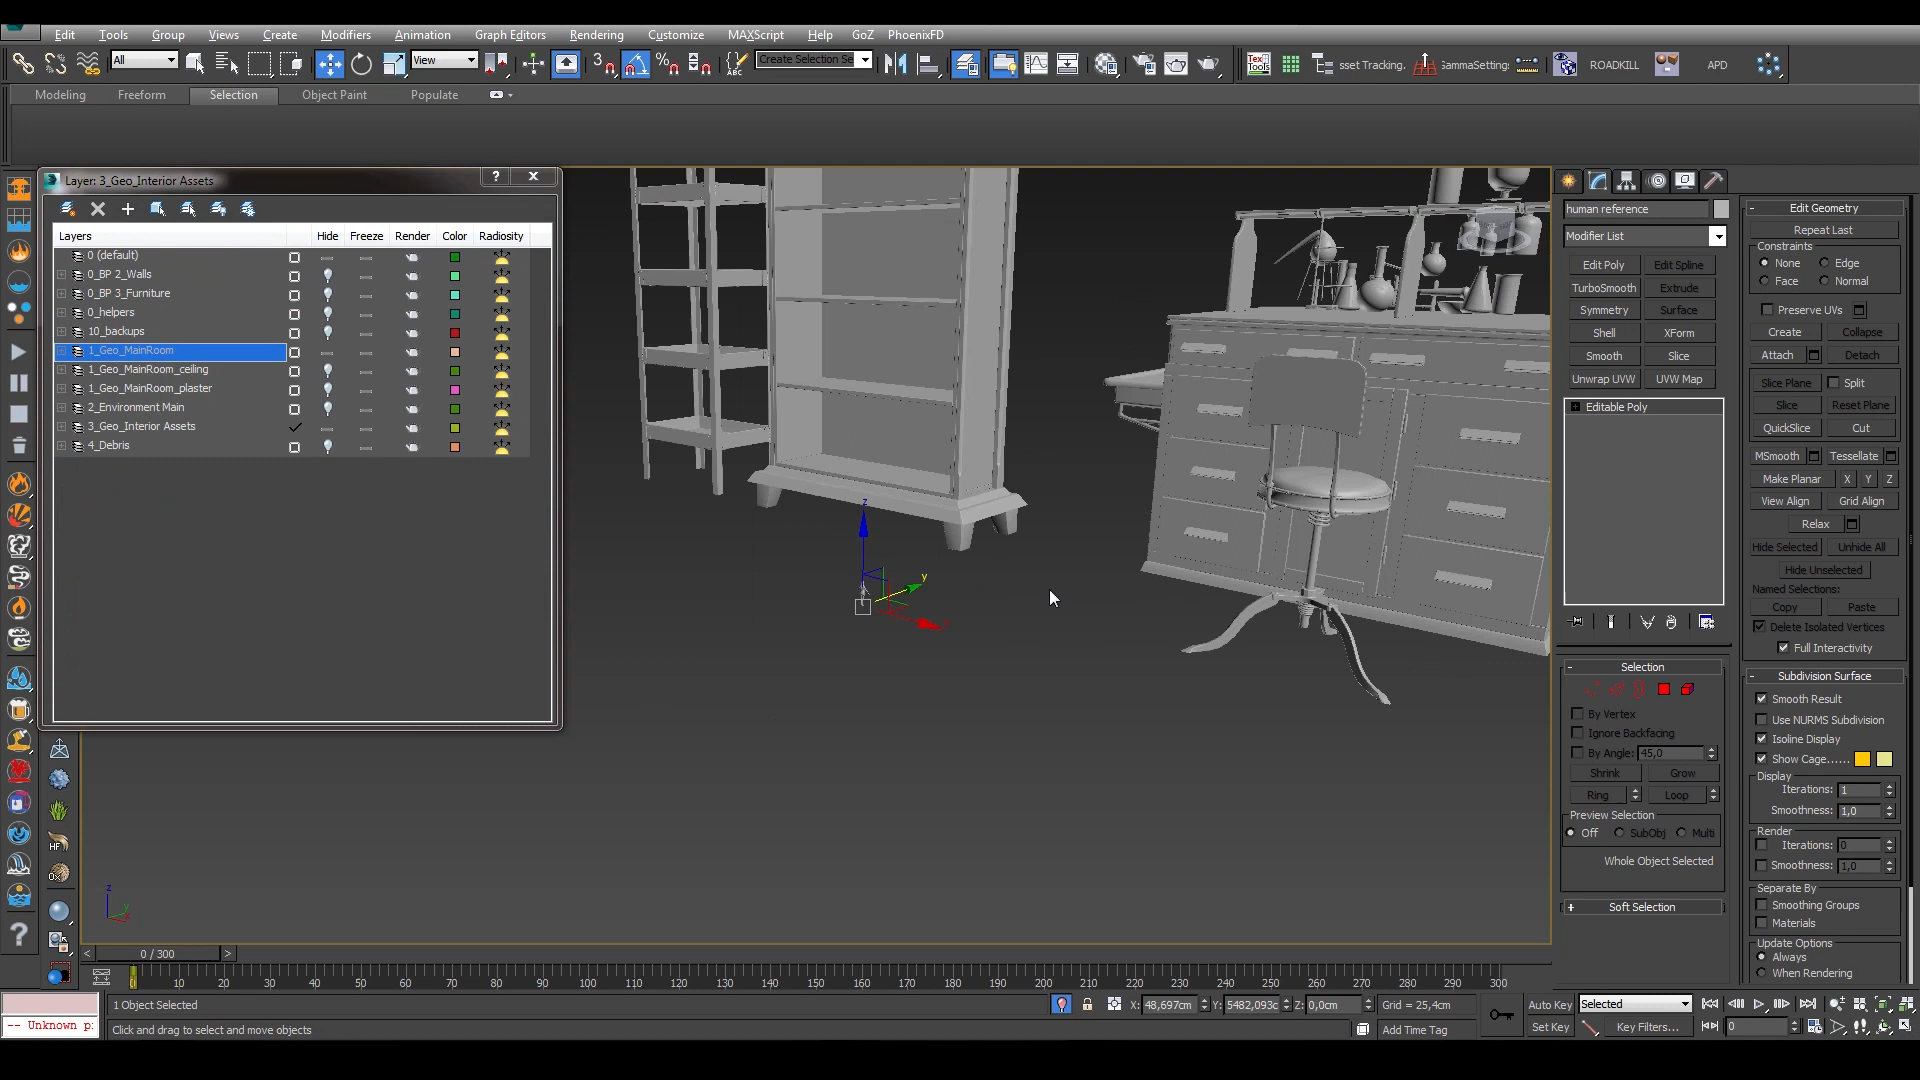 Edit Tools Group Views Create Modifiers Animation Graph Editors Rendering Customize MAXScript Help GoZ PhoenixFD
All View 3 Create Selection Se Tex Tools sset Tracking. GammaSetting: ROADKILL APD
Modeling Freeform Selection Object Paint Populate
Layer: 3_Geo_Interior Assets ? X
Layers Hide Freeze Render Color Radiosity
0 (default)
0_BP 2_Walls
0_BP 3_Furniture
0_helpers
10_backups
1_Geo_MainRoom
1_Geo_MainRoom_ceiling
1_Geo_MainRoom_plaster
2_Environment Main
3_Geo_Interior Assets
4_Debris
z
y
HF
z
human reference
Modifier List
Edit Poly Edit Spline
TurboSmooth Extrude
Symmetry Surface
Shell XForm
Smooth Slice
Unwrap UVW UVW Map
Editable Poly
- Selection
By Vertex
Ignore Backfacing
By Angle: 45,0
Shrink Grow
Ring Loop
Preview Selection
Off SubObj Multi
Whole Object Selected
+ Soft Selection
- Edit Geometry
Repeat Last
Constraints
None Edge
Face Normal
Preserve UVs
Create Collapse
Attach Detach
Slice Plane Split
Slice Reset Plane
QuickSlice Cut
MSmooth Tessellate
Make Planar X Y Z
View Align Grid Align
Relax
Hide Selected Unhide All
Hide Unselected
Named Selections:
Copy Paste
Delete Isolated Vertices
Full Interactivity
- Subdivision Surface
Smooth Result
Use NURMS Subdivision
Isoline Display
Show Cage......
Display
Iterations: 1
Smoothness: 1,0
Render
Iterations: 0
Smoothness: 1,0
Separate By
Smoothing Groups
Materials
Update Options
Always
When Rendering
< 0 / 300 >
10 20 30 40 50 60 70 80 90 100 110 120 130 140 150 160 170 180 190 200 210 220 230 240 250 260 270 280 290 300
1 Object Selected X: 48,697cm Y: 5482,093c Z: 0,0cm Grid = 25,4cm Auto Key Selected
-- Unknown p: Click and drag to select and move objects Add Time Tag Set Key Key Filters... 0